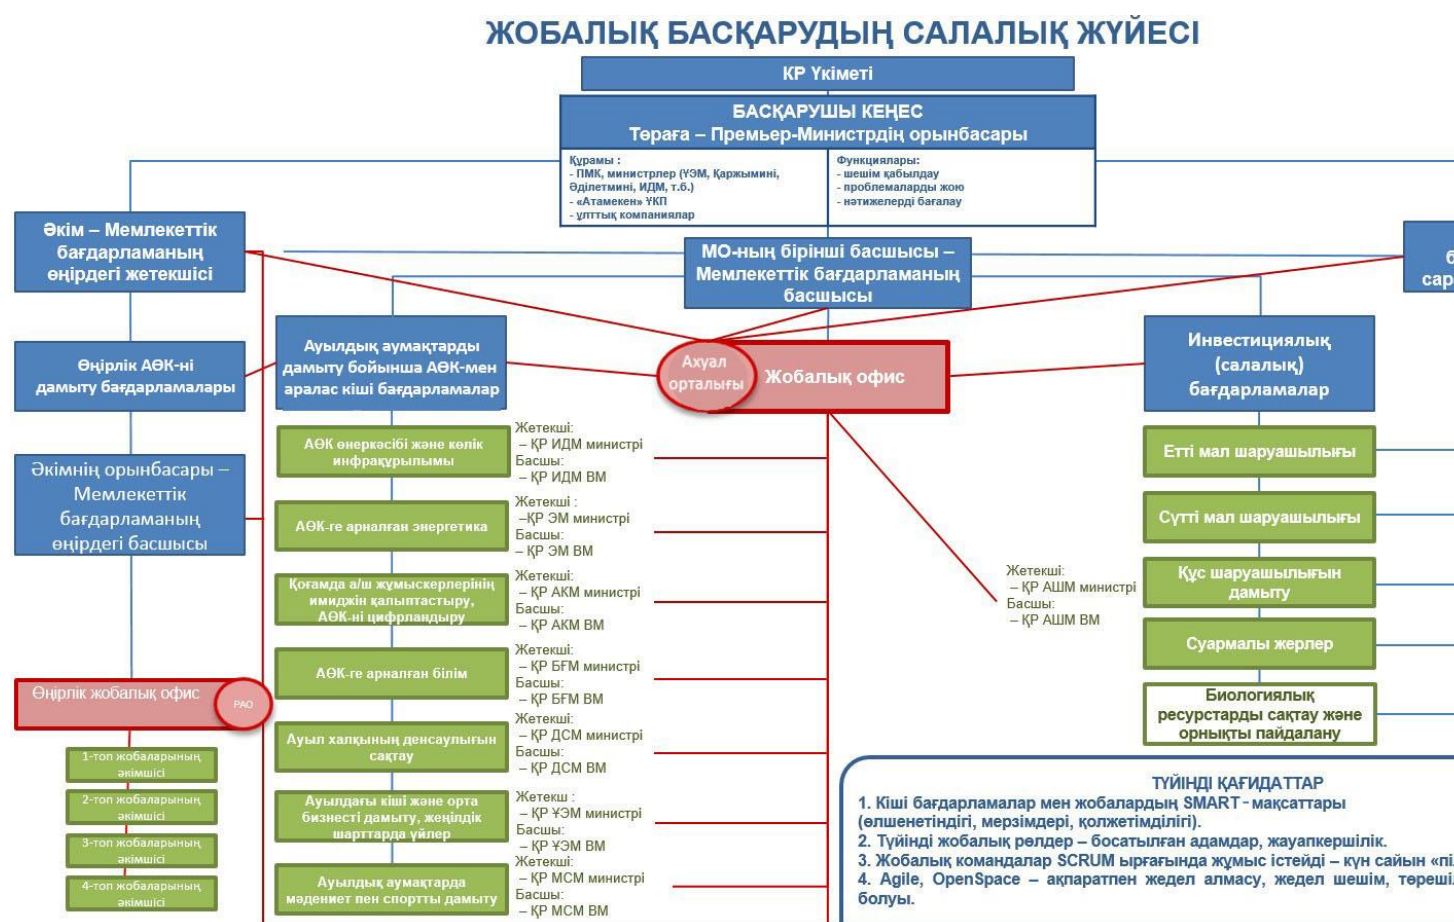 ЖОБАЛЫҚ БАСҚАРУДЫҢ САЛАЛЫҚ ЖҮЙЕСІ
ҚР Үкіметі
БАСҚАРУШЫ КЕҢЕС
Төраға – Премьер-Министрдің орынбасары
Құрамы :
- ПМК, министрлер (ҰЭМ, Қаржымині,
Әділетмині, ИДМ, т.б.)
- «Атамекен» ҰКП
- ұлттық компаниялар
Функциялары:
- шешім қабылдау
- проблемаларды жою
- нәтижелерді бағалау
Әкім – Мемлекеттік
бағдарламаның
өңірдегі жетекшісі
МО-ның бірінші басшысы –
Мемлекеттік бағдарламаның
басшысы
Өңірлік АӨК-ні
дамыту бағдарламалары
Ауылдық аумақтарды
дамыту бойынша АӨК-мен
аралас кіші бағдарламалар
Ахуал
орталығы
Жобалық офис
Инвестициялық
(салалық)
бағдарламалар
Әкімнің орынбасары –
Мемлекеттік
бағдарламаның
өңірдегі басшысы
Өңірлік жобалық офис
РАО
1-топ жобаларының
әкімшісі
2-топ жобаларының
әкімшісі
3-топ жобаларының
әкімшісі
4-топ жобаларының
әкімшісі
АӨК өнеркәсібі және көлік
инфрақұрылымы
Жетекші:
– ҚР ИДМ министрі
Басшы:
– ҚР ИДМ ВМ
АӨК-ге арналған энергетика
Жетекші :
–ҚР ЭМ министрі
Басшы:
– ҚР ЭМ ВМ
Қоғамда а/ш жұмыскерлерінің
имиджін қалыптастыру,
АӨК-ні цифрландыру
Жетекші:
– ҚР АКМ министрі
Басшы:
– ҚР АКМ ВМ
АӨК-ге арналған білім
Жетекші:
– ҚР БҒМ министрі
Басшы:
– ҚР БҒМ ВМ
Ауыл халқының денсаулығын
сақтау
Жетекші:
– ҚР ДСМ министрі
Басшы:
– ҚР ДСМ ВМ
Ауылдағы кіші және орта
бизнесті дамыту, жеңілдік
шарттарда үйлер
Жетекш :
– ҚР ҰЭМ министрі
Басшы:
– ҚР ҰЭМ ВМ
Ауылдық аумақтарда
мәдениет пен спортты дамыту
Жетекші:
– ҚР МСМ министрі
Басшы:
– ҚР МСМ ВМ
Жетекші:
– ҚР АШМ министрі
Басшы:
– ҚР АШМ ВМ
Етті мал шаруашылығы
Сүтті мал шаруашылығы
Құс шаруашылығын
дамыту
Суармалы жерлер
Биологиялық
ресурстарды сақтау және
орнықты пайдалану
ТҮЙІНДІ ҚАҒИДАТТАР
1. Кіші бағдарламалар мен жобалардың SMART-мақсаттары
(өлшенетіндігі, мерзімдері, қолжетімділігі).
2. Түйінді жобалық рөлдер – босатылған адамдар, жауапкершілік.
3. Жобалық командалар SCRUM ырғағында жұмыс істейді – күн сайын
4. Agile, OpenSpace – ақпаратпен жедел алмасу, жедел шешім,
болуы.